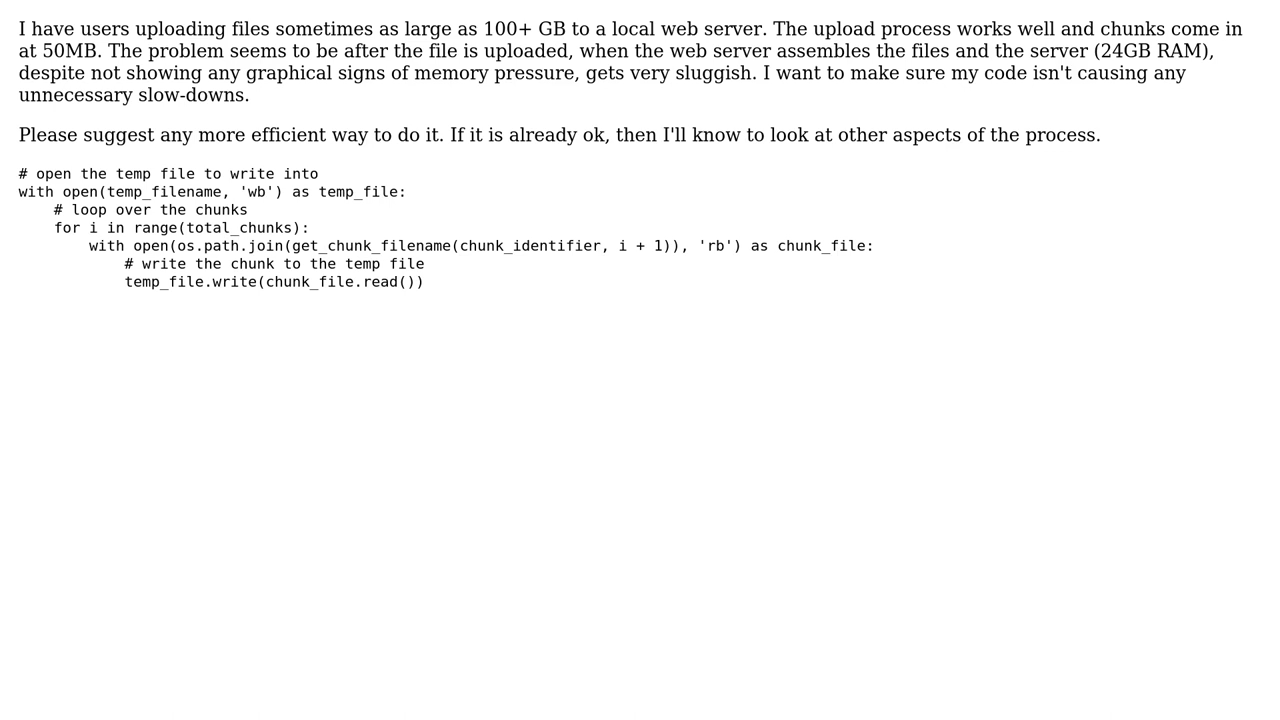 I have users uploading files sometimes as large as 100+ GB to a local web server. The upload process works well and chunks come in
at 50MB. The problem seems to be after the file is uploaded, when the web server assembles the files and the server (24GB RAM),
despite not showing any graphical signs of memory pressure, gets very sluggish. I want to make sure my code isn't causing any
unnecessary slow-downs.
Please suggest any more efficient way to do it. If it is already ok, then I'll know to look at other aspects of the process.
# open the temp file to write into
with open(temp_filename, 'wb') as temp_file:
    # loop over the chunks
    for i in range(total_chunks):
        with open(os.path.join(get_chunk_filename(chunk_identifier, i + 1)), 'rb') as chunk_file:
            # write the chunk to the temp file
            temp_file.write(chunk_file.read())